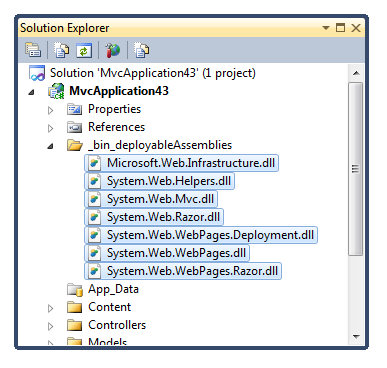 Solution Explorer
Solution 'MvcApplication43' (1 project)
MvcApplication43
Properties
References
_bin_deployableAssemblies
Microsoft.Web.Infrastructure.dll
System.Web.Helpers.dll
System.Web.Mvc.dll
System.Web.Razor.dll
System.Web.WebPages.Deployment.dll
System.Web.WebPages.dll
System.Web.WebPages.Razor.dll
App_Data
Content
Controllers
Models